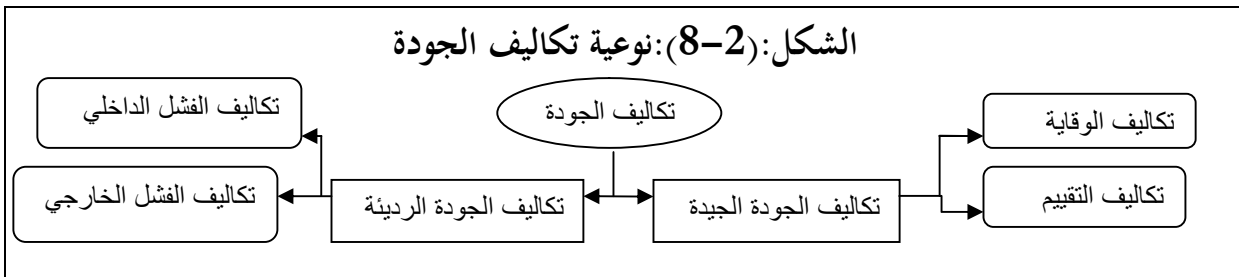 الشكل:(2-8):نوعية تكاليف الجودة
تكاليف الجودة
تكاليف الوقاية
تكاليف الفشل الداخلي
تكاليف التقييم
تكاليف الجودة الجيدة
تكاليف الجودة الرديئة
تكاليف الفشل الخارجي